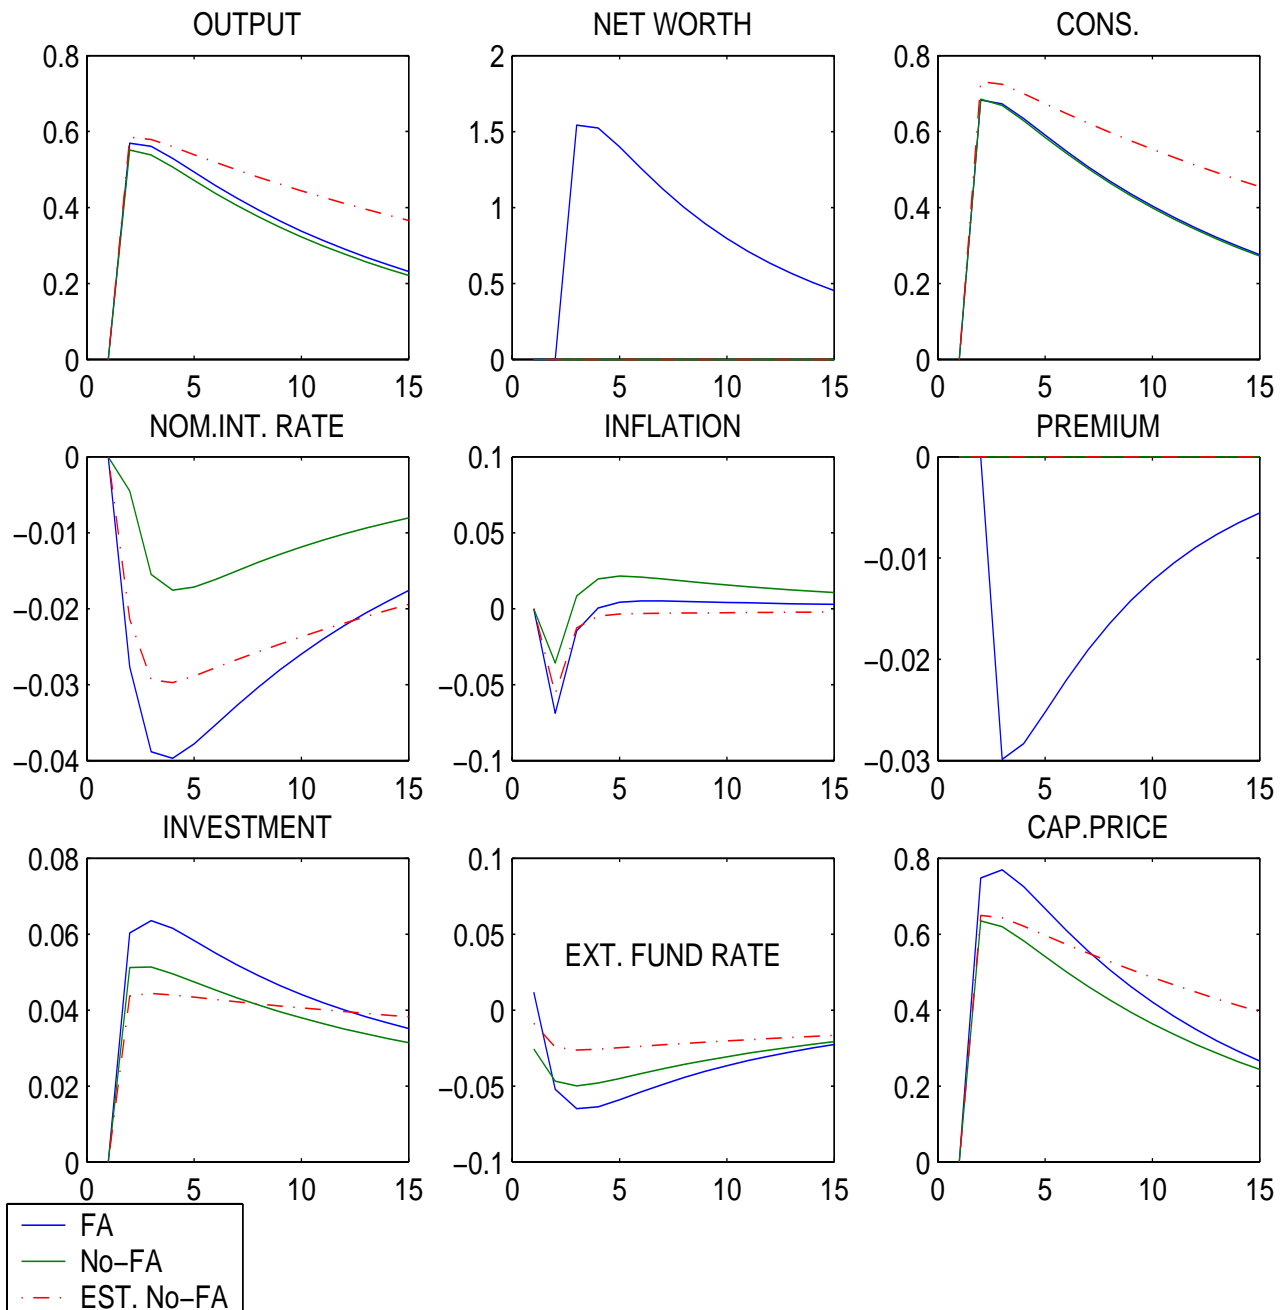 OUTPUT
NET WORTH
CONS.
0.8
0.6
0.4
0.2
0
0 5 10 15
2
1.5
1
0.5
0
0 5 10 15
0.8
0.6
0.4
0.2
0
0 5 10 15
NOM.INT. RATE
INFLATION
PREMIUM
0
−0.01
−0.02
−0.03
−0.04
0 5 10 15
0.1
0.05
0
−0.05
−0.1
0 5 10 15
0
−0.01
−0.02
−0.03
0 5 10 15
INVESTMENT
CAP.PRICE
0.08
0.06
0.04
0.02
0
0 5 10 15
0.1
0.05
EXT. FUND RATE
0
−0.05
−0.1
0 5 10 15
0.8
0.6
0.4
0.2
0
0 5 10 15
FA
No−FA
EST. No−FA